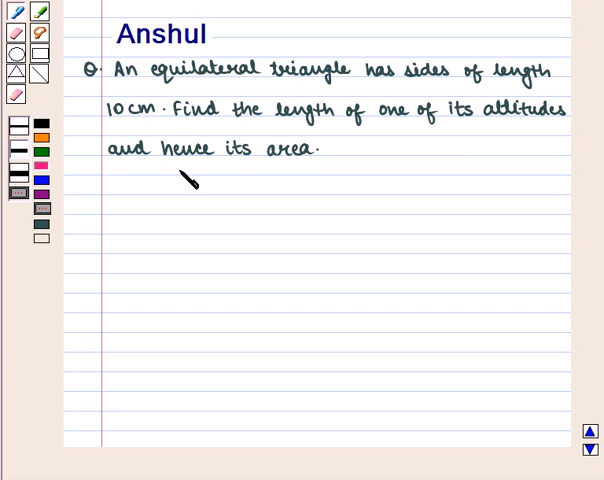 Anshul
Q. An equilateral triangle has sides of length
10 cm. Find the length of one of its altitudes
and hence its area.